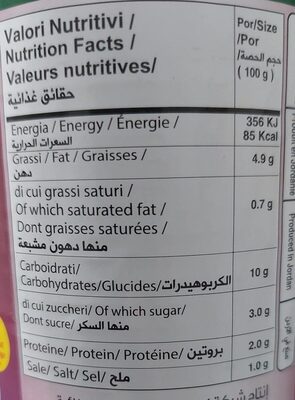 Valori Nutritivi /
Nutrition Facts /
Valeurs nutritives/
حقائق غذائية
Por/Size
/Por
حجم الحصة/
( 100 g )
Energia / Energy / Énergie /
السعرات الحرارية
356 KJ
85 Kcal
Grassi / Fat / Graisses /
دهن
4.9 g
di cui grassi saturi /
Of which saturated fat /
Dont graisses saturées /
منها دهون مشبعة
0.7 g
Carboidrati/
Carbohydrates/Glucides/الكربوهيدرات
10 g
di cui zuccheri/ Of which sugar/
Dont sucre/ منها السكر
3.0 g
Proteine/ Protein/ Protéine/ بروتين
2.0 g
Sale/ Salt/ Sel/ ملح
1.0 g
Produced in Jordan